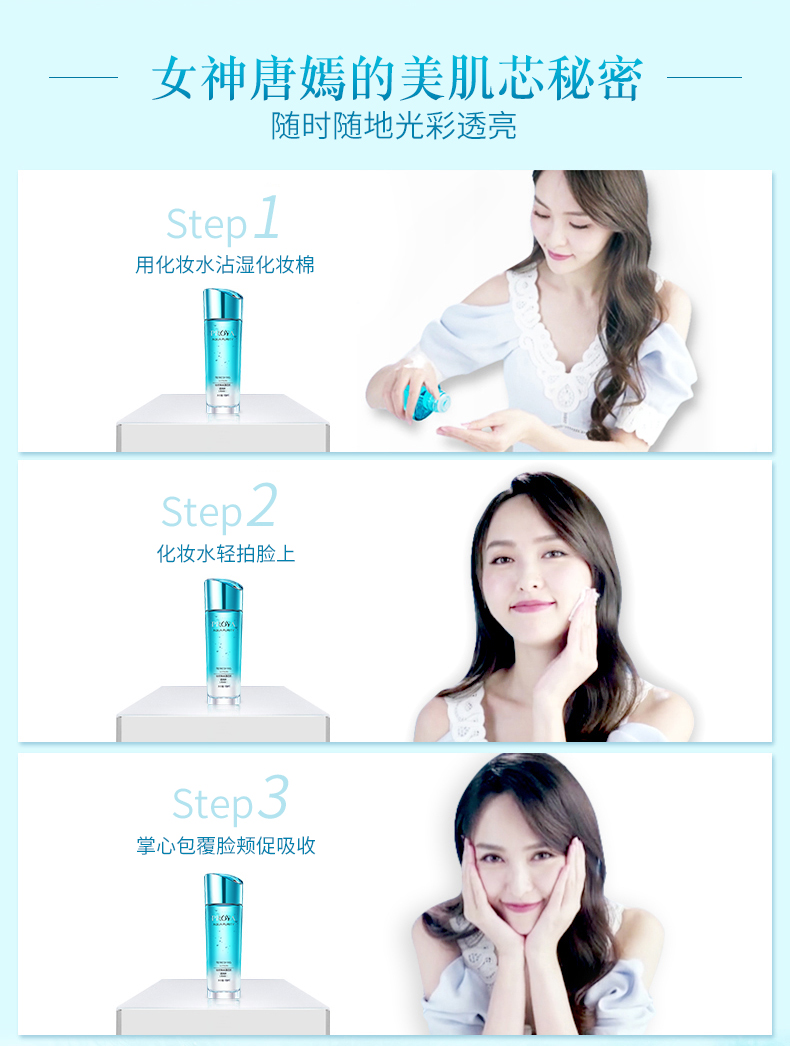 女神唐嫣的美肌芯秘密
随时随地光彩透亮
Step1
用化妆水沾湿化妆棉
Step2
化妆水轻拍脸上
Step3
掌心包覆脸颊促吸收